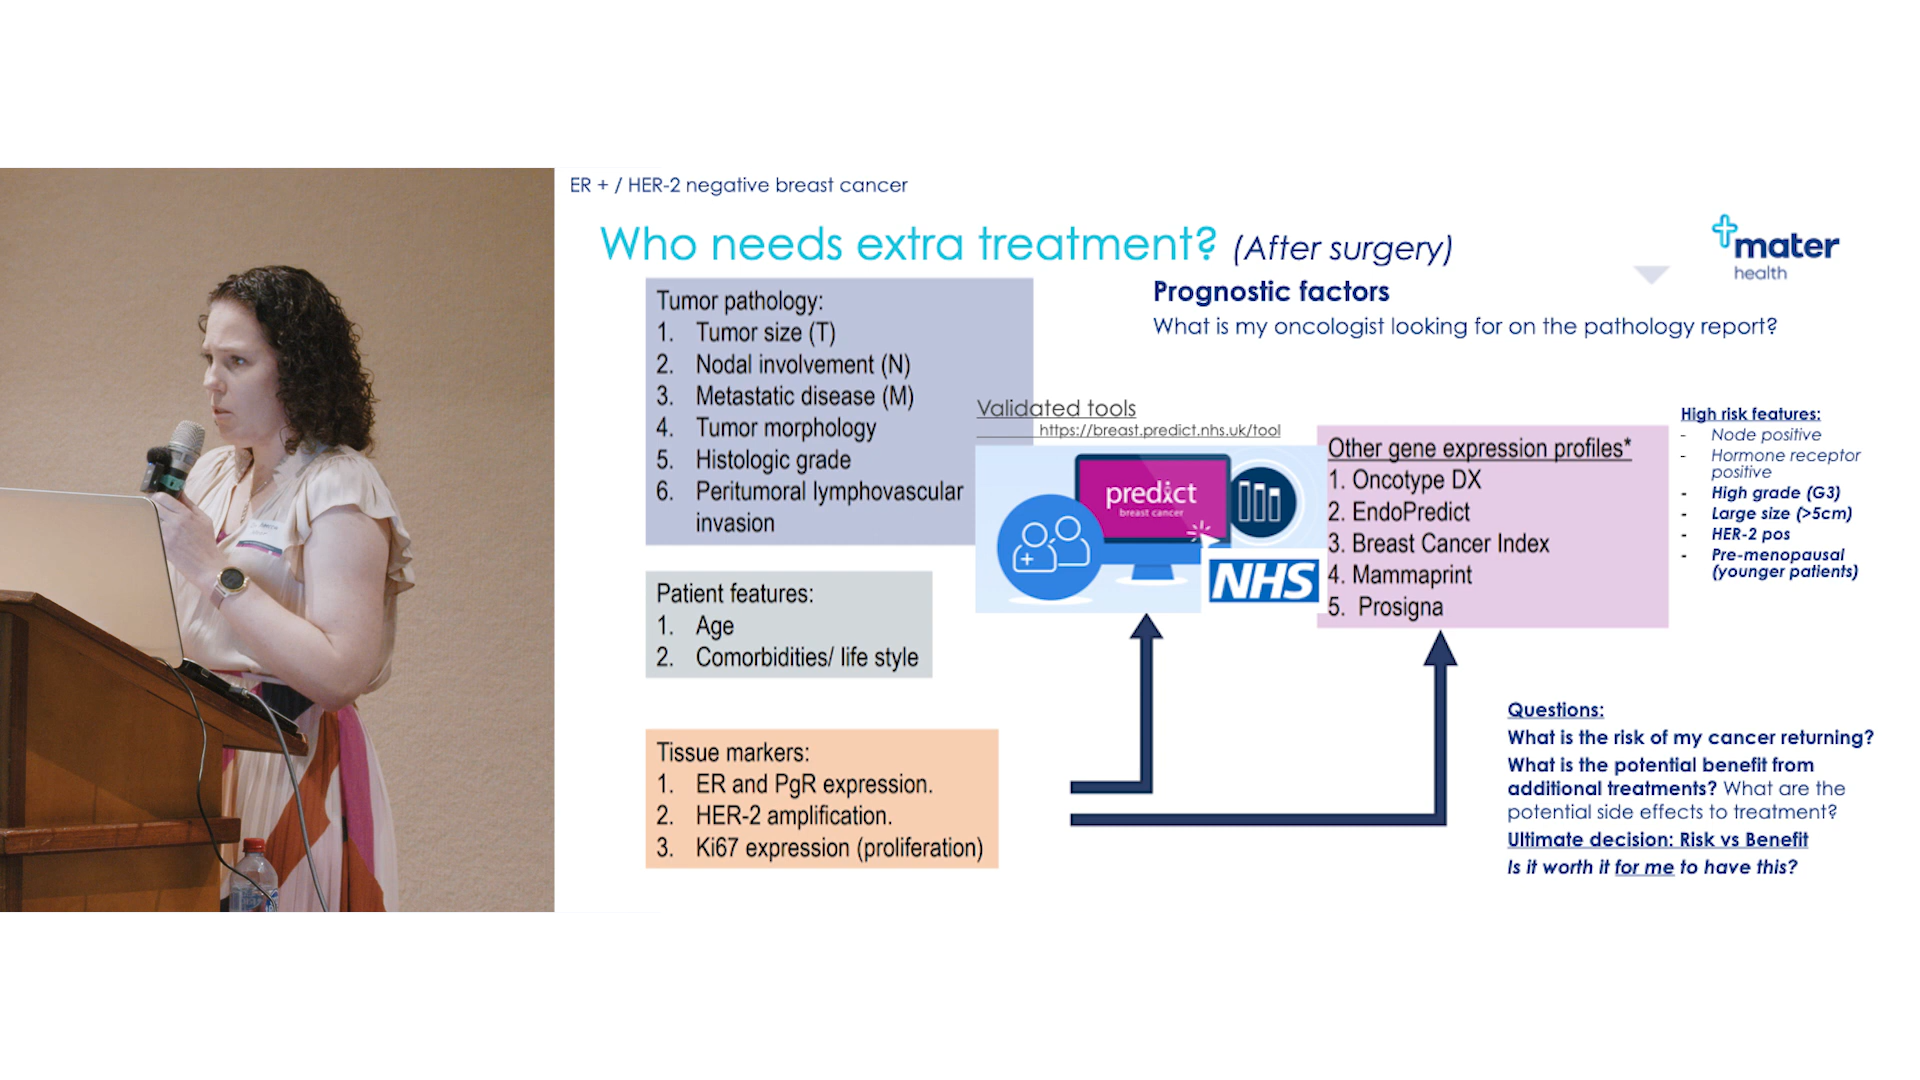 ER + / HER-2 negative breast cancer
Who needs extra treatment? (After surgery)
mater
health
Prognostic factors
What is my oncologist looking for on the pathology report?
Tumor pathology:
1. Tumor size (T)
2. Nodal involvement (N)
3. Metastatic disease (M)
4. Tumor morphology
5. Histologic grade
6. Peritumoral lymphovascular
invasion
Patient features:
1. Age
2. Comorbidities/ life style
Tissue markers:
1. ER and PgR expression.
2. HER-2 amplification.
3. Ki67 expression (proliferation)
Validated tools
https://breast.predict.nhs.uk/tool
predict
breast cancer
NHS
Other gene expression profiles*
1. Oncotype DX
2. EndoPredict
3. Breast Cancer Index
4. Mammaprint
5. Prosigna
High risk features:
- Node positive
- Hormone receptor
positive
- High grade (G3)
- Large size (>5cm)
- HER-2 pos
- Pre-menopausal
(younger patients)
Questions:
What is the risk of my cancer returning?
What is the potential benefit from
additional treatments? What are the
potential side effects to treatment?
Ultimate decision: Risk vs Benefit
Is it worth it for me to have this?